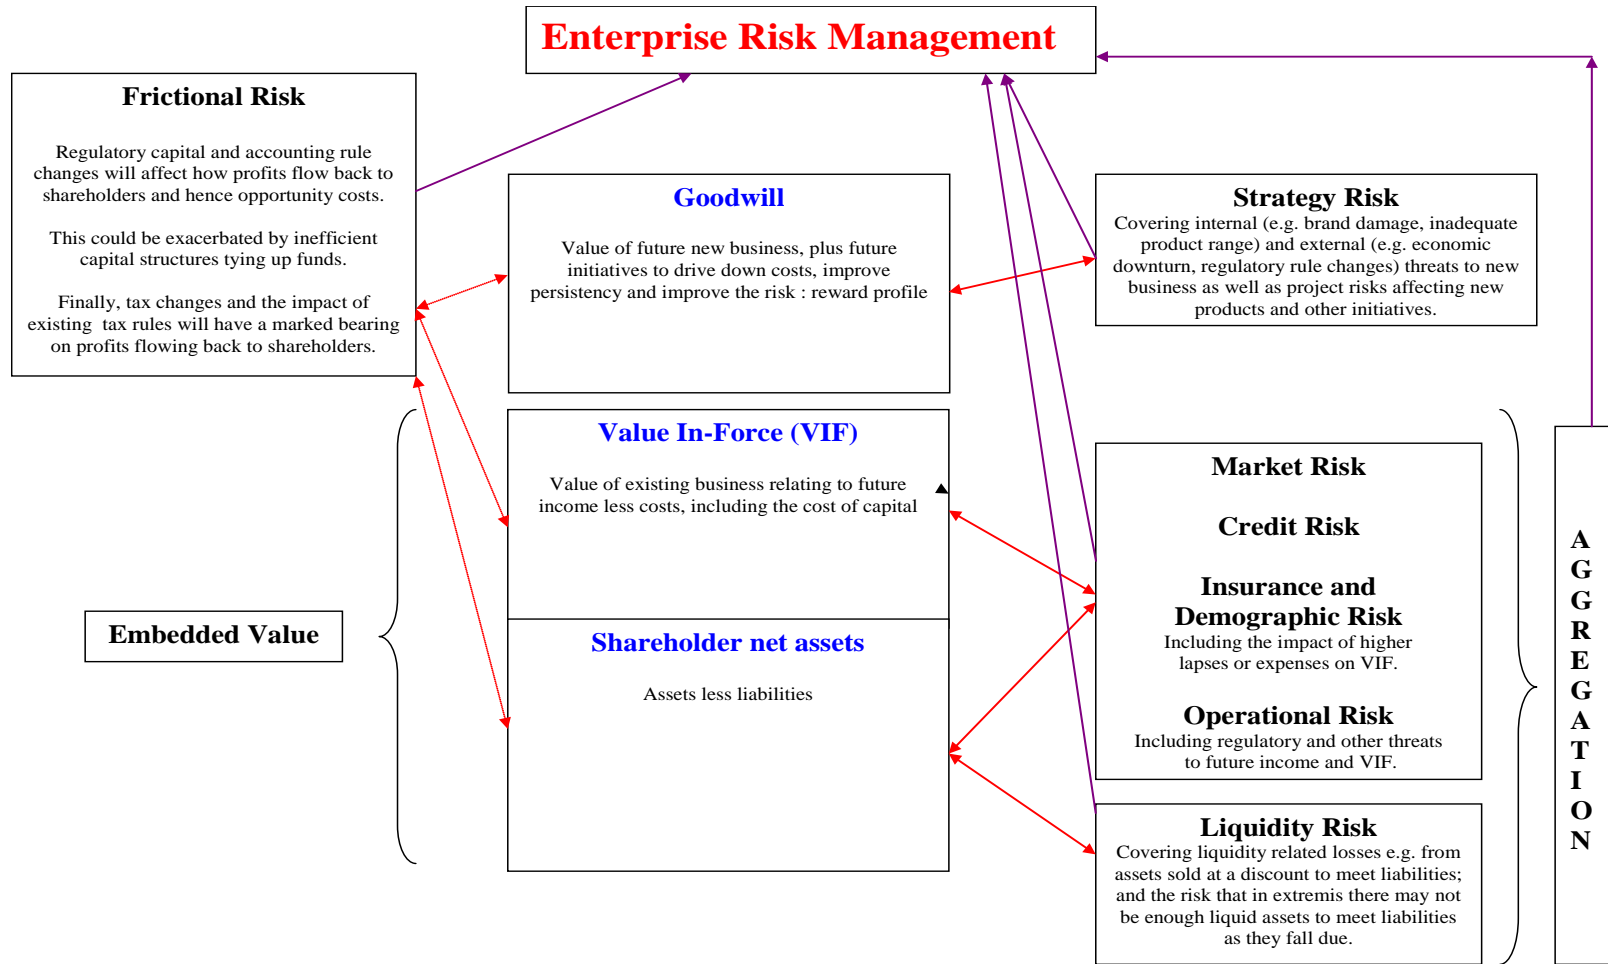 Enterprise Risk Management
Frictional Risk
Regulatory capital and accounting rule
changes will affect how profits flow back to
shareholders and hence opportunity costs.
This could be exacerbated by inefficient
capital structures tying up funds.
Finally, tax changes and the impact of
existing tax rules will have a marked bearing
on profits flowing back to shareholders.
Goodwill
Value of future new business, plus future
initiatives to drive down costs, improve
persistency and improve the risk : reward profile
Strategy Risk
Covering internal (e.g. brand damage, inadequate
product range) and external (e.g. economic
downturn, regulatory rule changes) threats to new
business as well as project risks affecting new
products and other initiatives.
Embedded Value
Value In-Force (VIF)
Value of existing business relating to future
income less costs, including the cost of capital
Shareholder net assets
Assets less liabilities
Market Risk
Credit Risk
Insurance and
Demographic Risk
Including the impact of higher
lapses or expenses on VIF.
Operational Risk
Including regulatory and other threats
to future income and VIF.
Liquidity Risk
Covering liquidity related losses e.g. from
assets sold at a discount to meet liabilities;
and the risk that in extremis there may not
be enough liquid assets to meet liabilities
as they fall due.
A
G
G
R
E
G
A
T
I
O
N